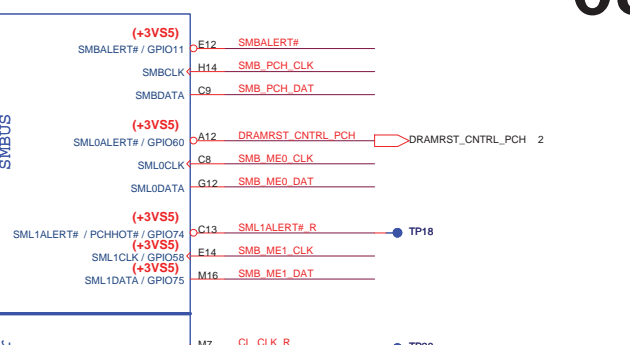 (+3VS5)
SMBALERT# / GPIO11 E12 SMBALERT#
SMBCLK H14 SMB_PCH_CLK
SMBDATA C9 SMB_PCH_DAT
SMBUS
(+3VS5)
SML0ALERT# / GPIO60 A12 DRAMRST_CNTRL_PCH DRAMRST_CNTRL_PCH 2
SML0CLK C8 SMB_ME0_CLK
SML0DATA G12 SMB_ME0_DAT
(+3VS5)
SML1ALERT# / PCHHOT# / GPIO74 C13 SML1ALERT#_R TP18
(+3VS5)
SML1CLK / GPIO58 E14 SMB_ME1_CLK
(+3VS5)
SML1DATA / GPIO75 M16 SMB_ME1_DAT
M7 CL_CLK_R